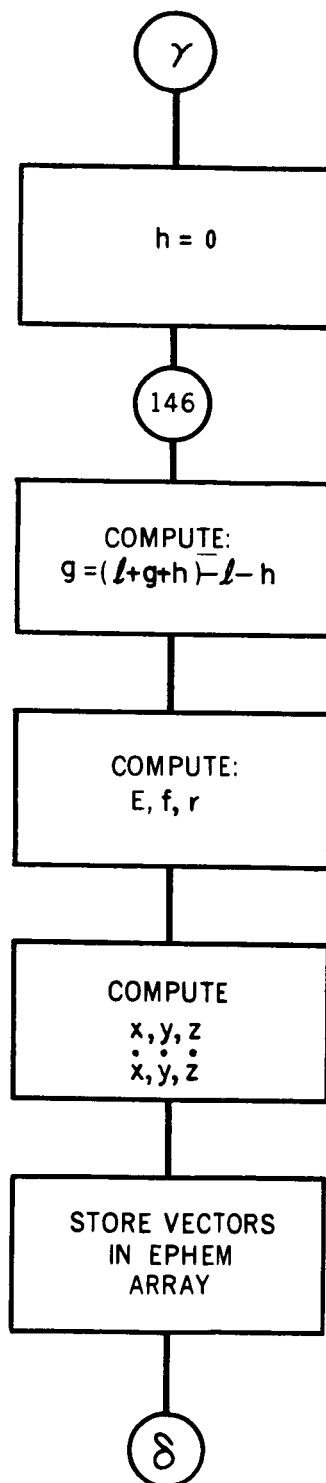 γ
h = 0
146
COMPUTE:
g = (ℓ+g+h) - ℓ - h
COMPUTE:
E, f, r
COMPUTE
x, y, z
ẋ, ẏ, ż
STORE VECTORS
IN EPHEM
ARRAY
δ